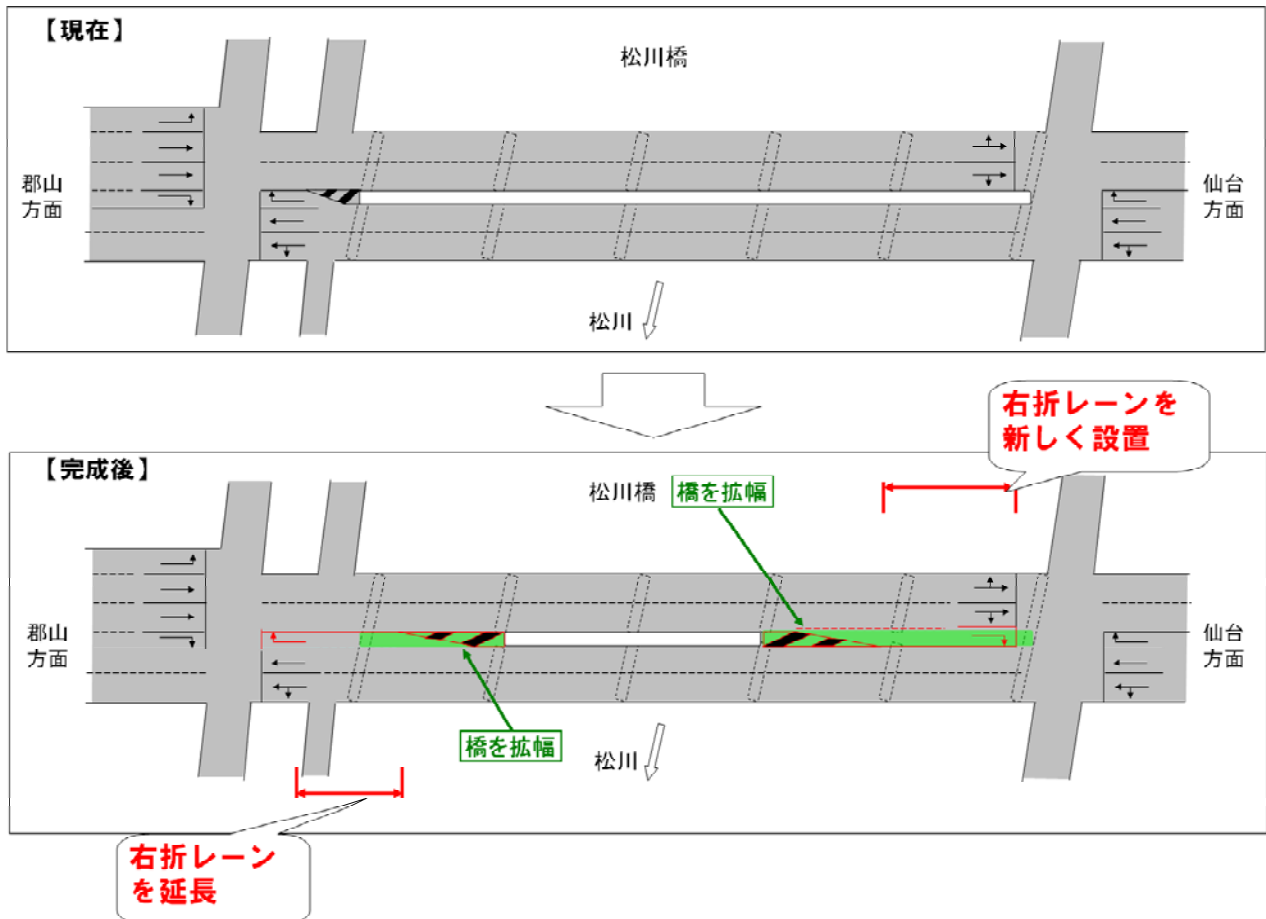 【現在】
松川橋
郡山
方面
仙台
方面
松川
右折レーンを
新しく設置
【完成後】
松川橋
橋を拡幅
郡山
方面
仙台
方面
橋を拡幅
松川
右折レーン
を延長